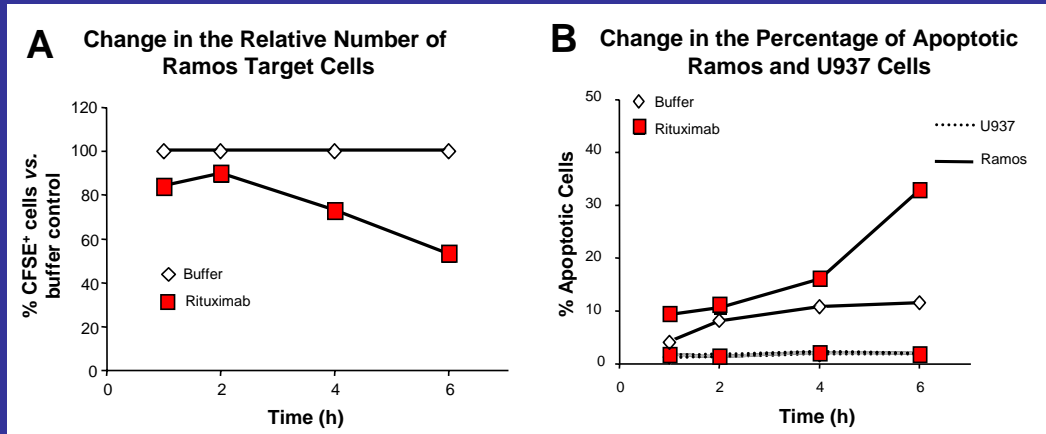 A
Change in the Relative Number of
Ramos Target Cells
% CFSE+ cells vs.
buffer control
120
100
80
60
40
20
0
0 2 4 6
Time (h)
Buffer
Rituximab
B
Change in the Percentage of Apoptotic
Ramos and U937 Cells
% Apoptotic Cells
50
40
30
20
10
0
0 2 4 6
Time (h)
Buffer
Rituximab
U937
Ramos